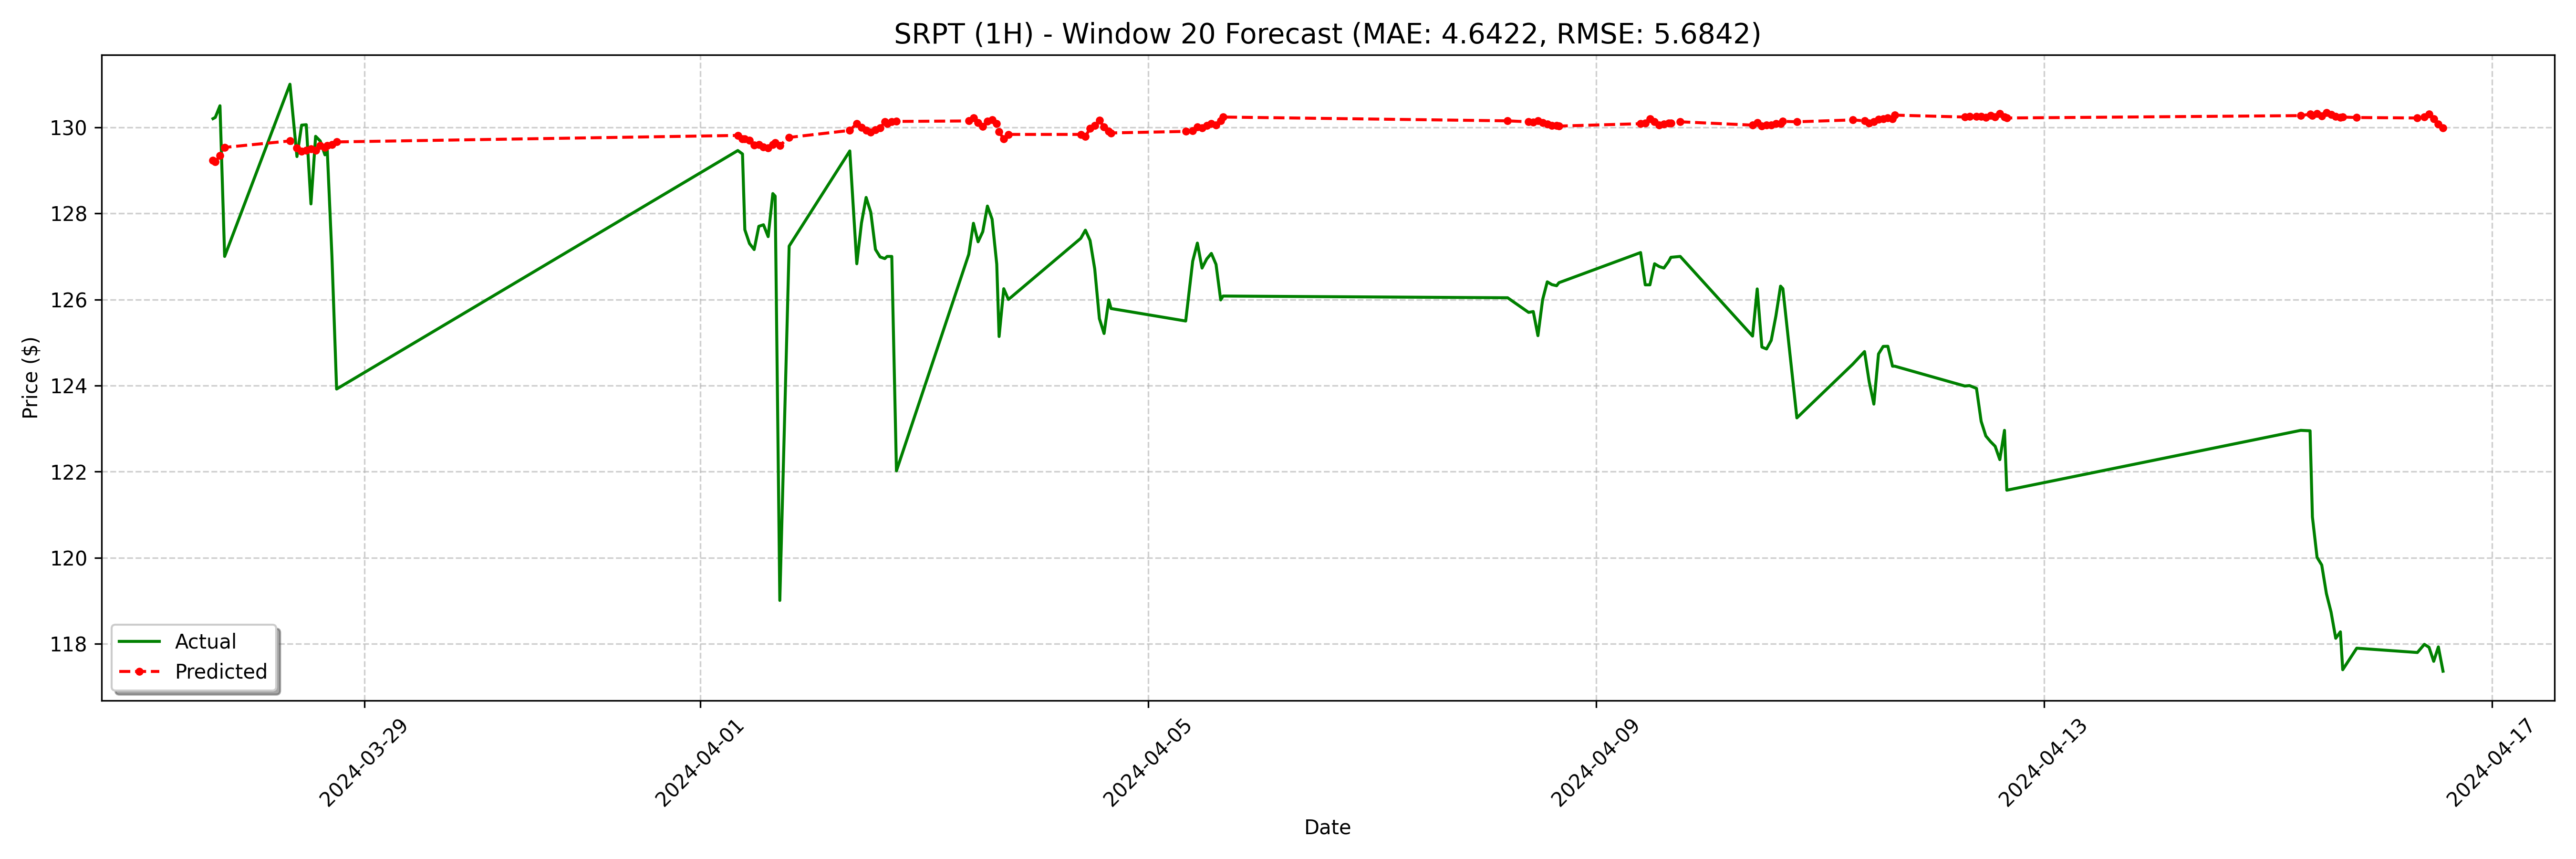 SRPT (1H) - Window 20 Forecast (MAE: 4.6422, RMSE: 5.6842)
Price ($)
130
128
126
124
122
120
118
Actual
Predicted
2024-03-29
2024-04-01
2024-04-05
2024-04-09
2024-04-13
2024-04-17
Date